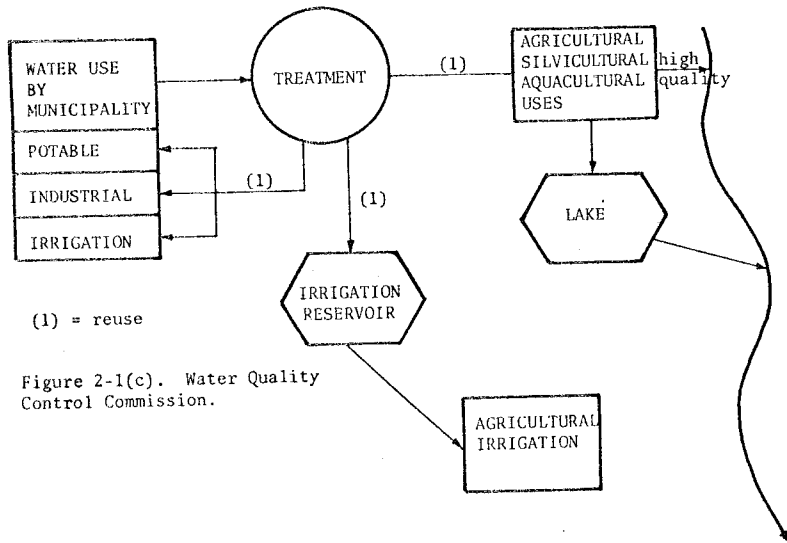 WATER USE
BY
MUNICIPALITY
POTABLE
INDUSTRIAL
IRRIGATION
TREATMENT
(1)
(1)
(1)
AGRICULTURAL
SILVICULTURAL
AQUACULTURAL
USES
high
quality
LAKE
IRRIGATION
RESERVOIR
(1) = reuse
Figure 2-1(c). Water Quality
Control Commission.
AGRICULTURAL
IRRIGATION